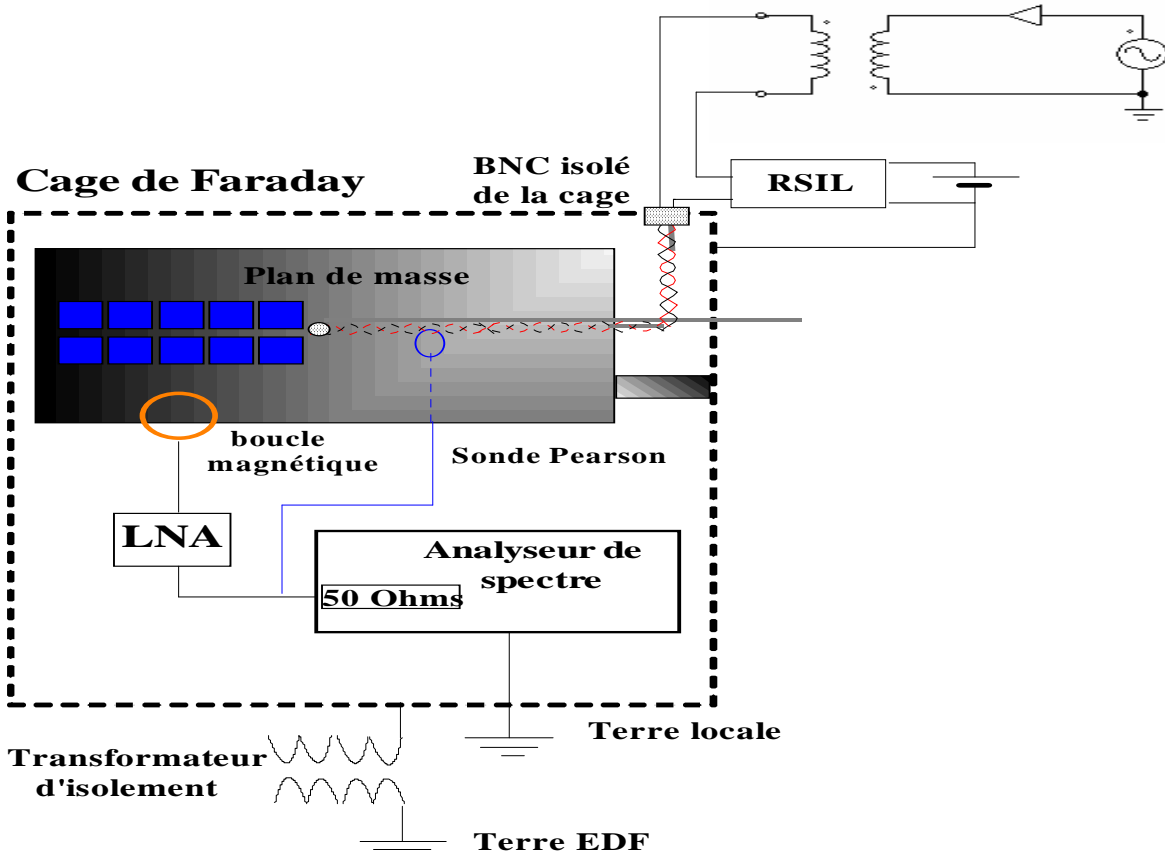 BNC isolé
de la cage
RSIL
Cage de Faraday
Plan de masse
boucle
magnétique
Sonde Pearson
LNA
Analyseur de
spectre
50 Ohms
Terre locale
Transformateur
d'isolement
Terre EDF